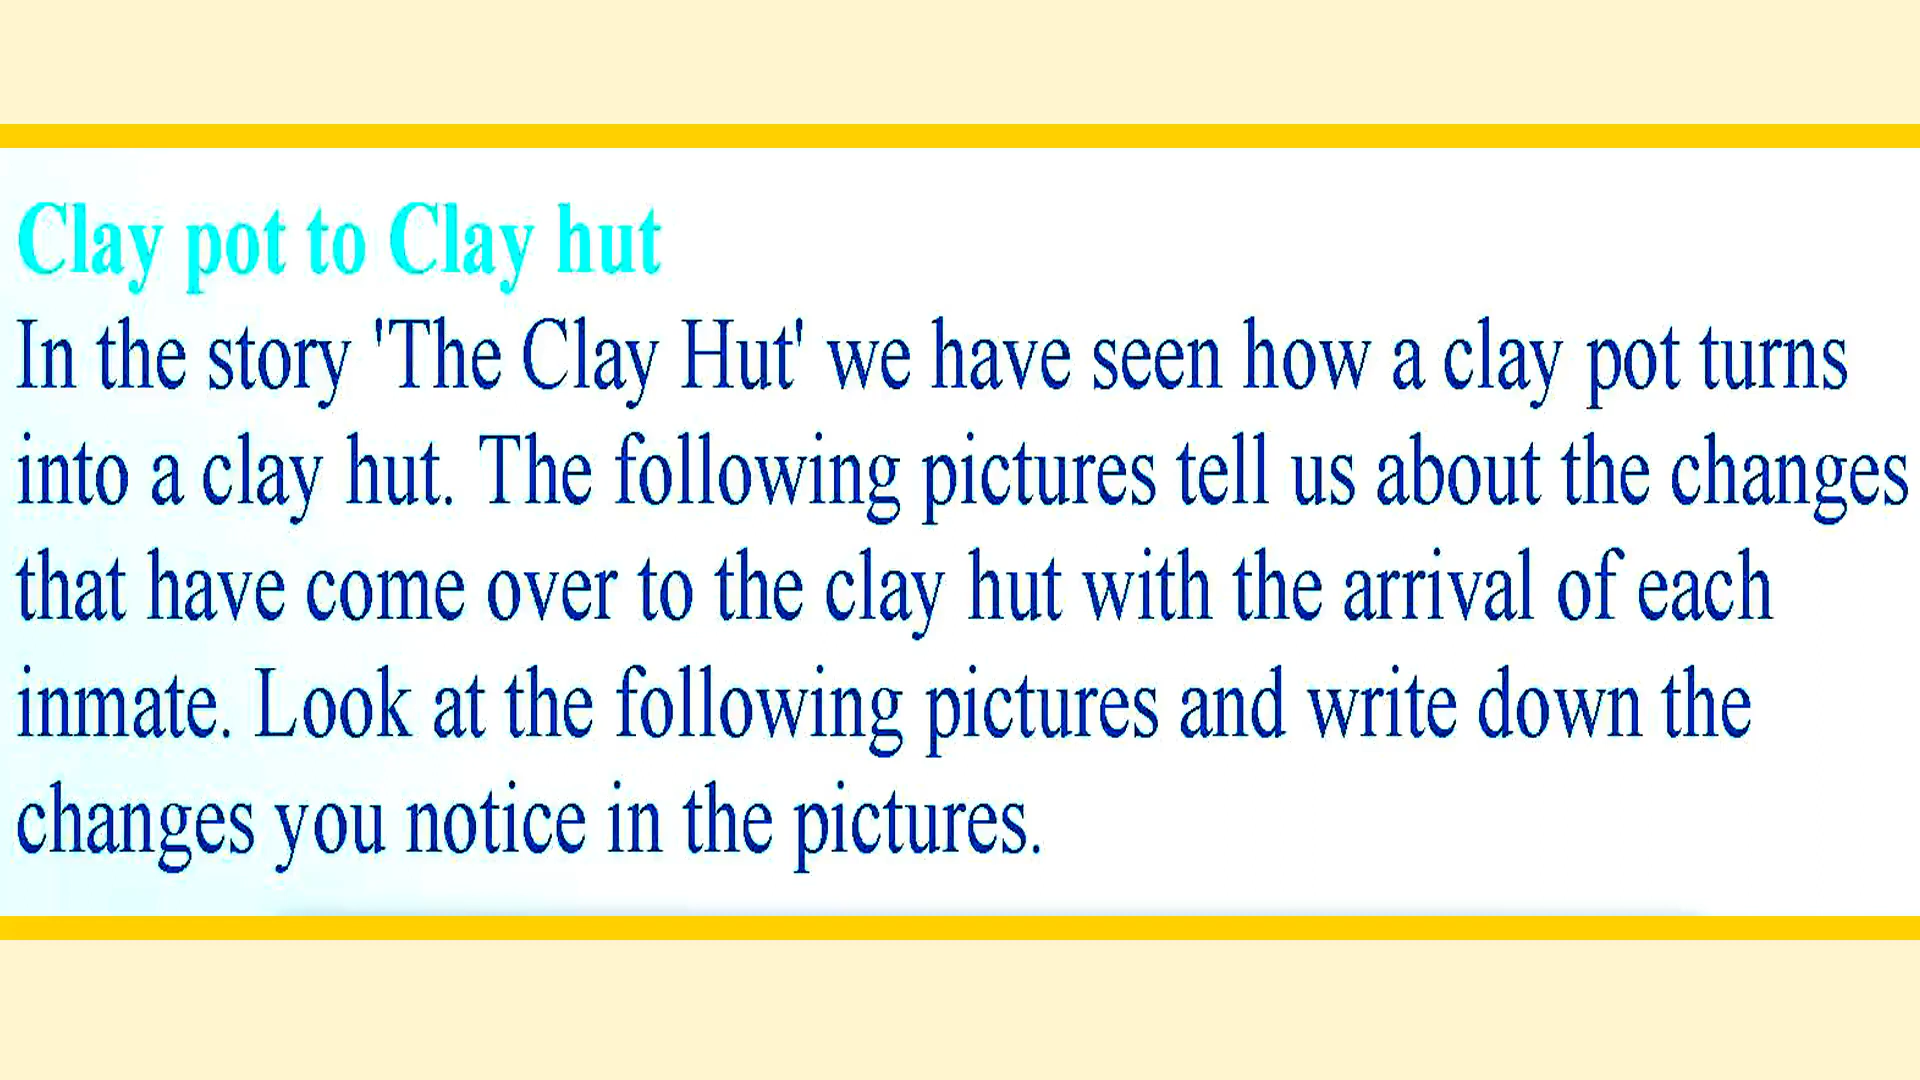 Clay pot to Clay hut
In the story 'The Clay Hut' we have seen how a clay pot turns
into a clay hut. The following pictures tell us about the changes
that have come over to the clay hut with the arrival of each
inmate. Look at the following pictures and write down the
changes you notice in the pictures.